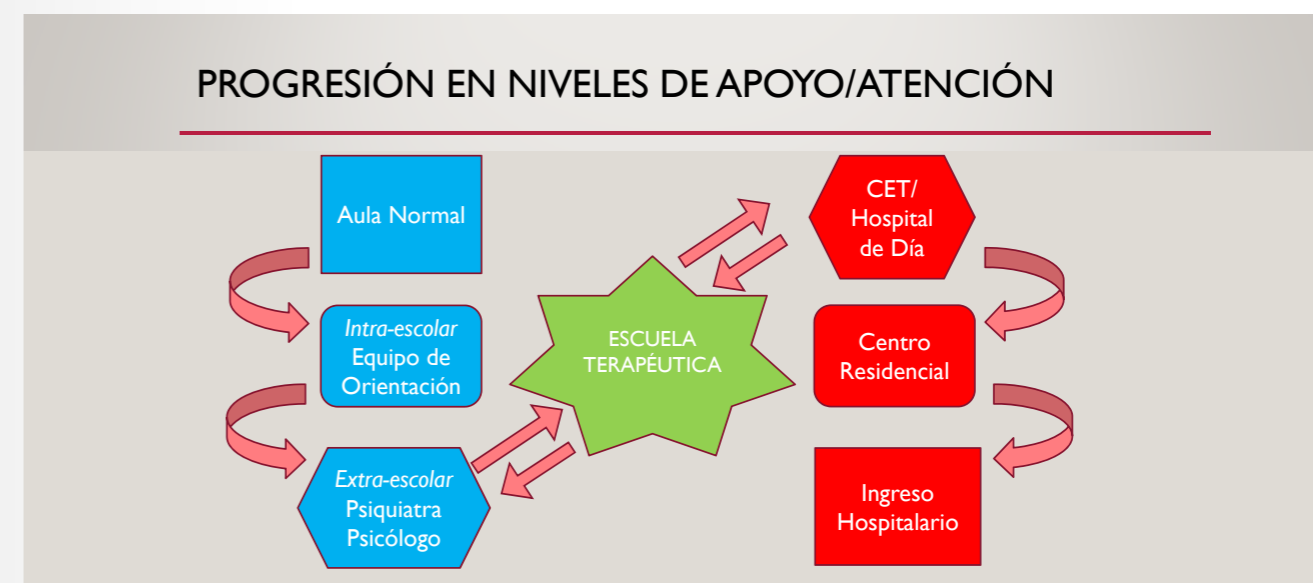 PROGRESIÓN EN NIVELES DE APOYO/ATENCIÓN
Aula Normal
Intra-escolar
Equipo de
Orientación
Extra-escolar
Psiquiatra
Psicólogo
ESCUELA
TERAPÉUTICA
CET/
Hospital
de Día
Centro
Residencial
Ingreso
Hospitalario